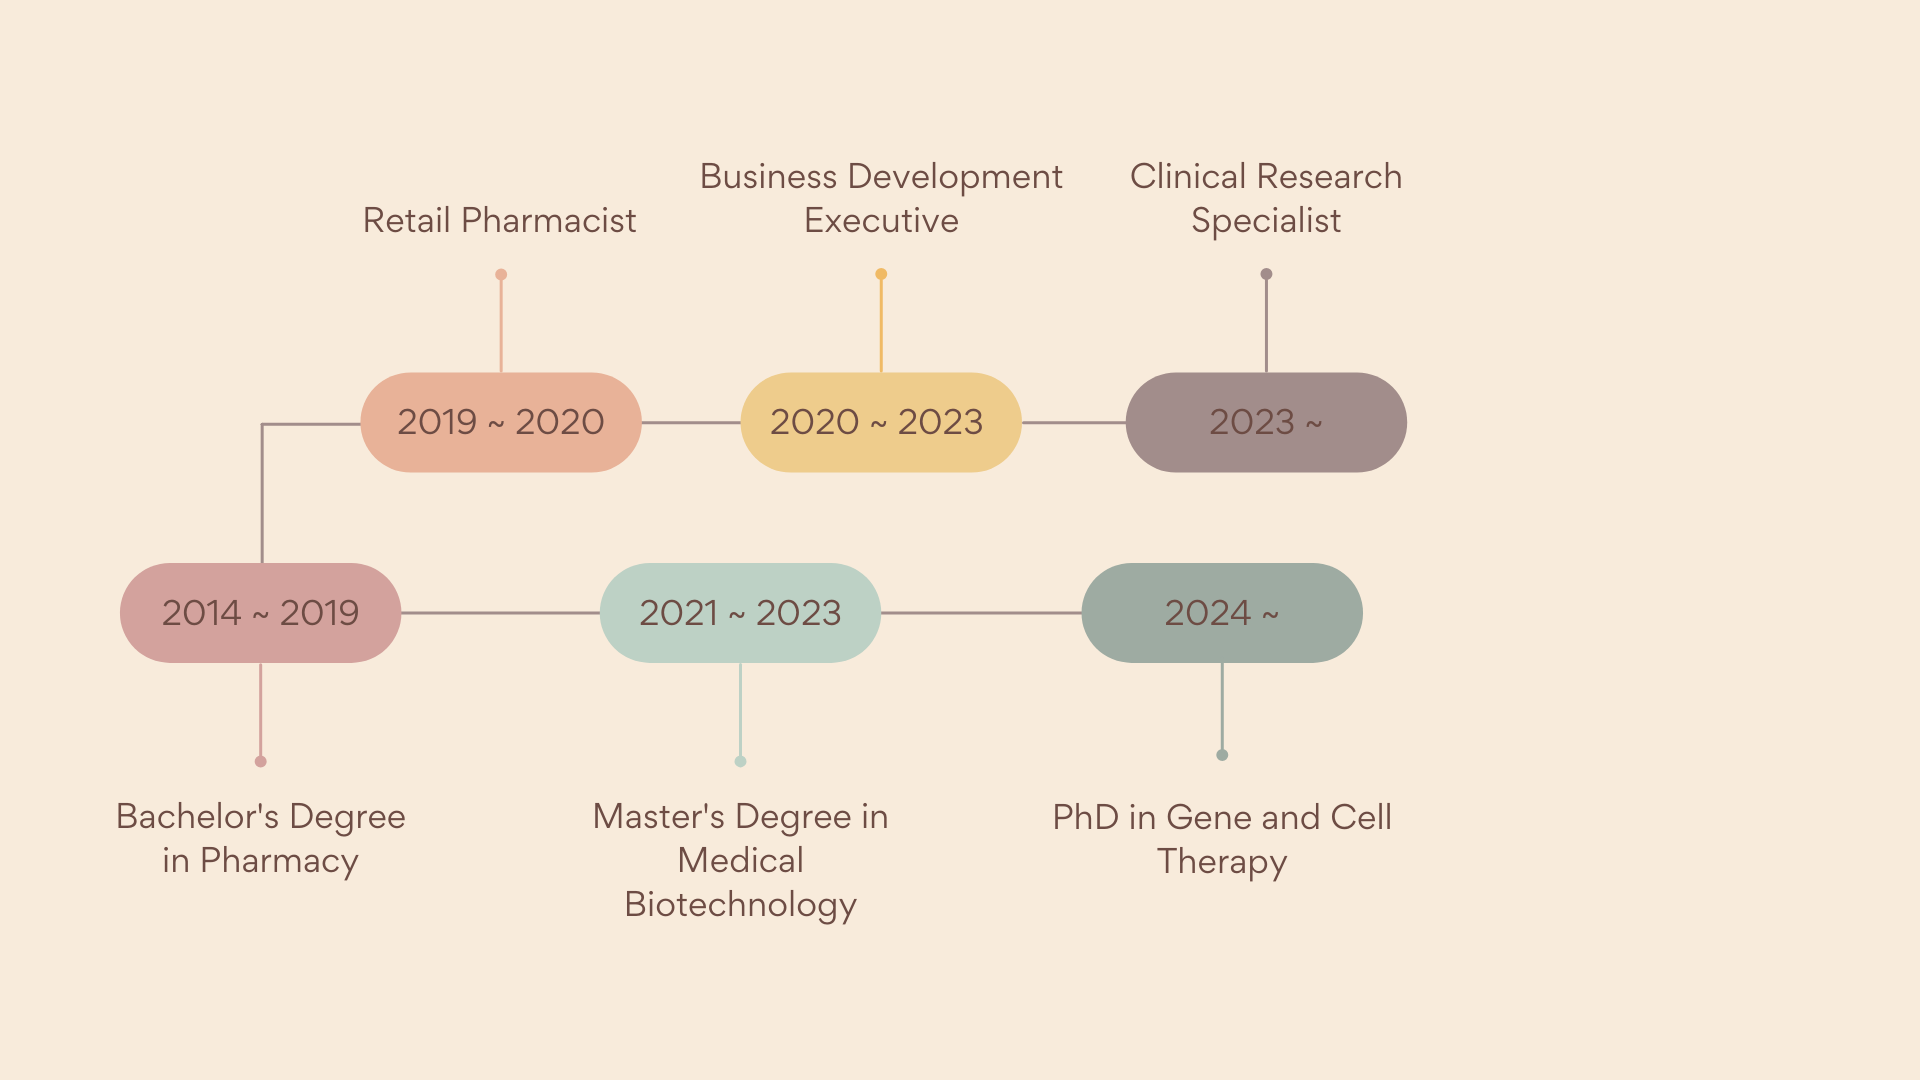 Retail Pharmacist
Business Development
Executive
Clinical Research
Specialist
2019 ~ 2020
2020 ~ 2023
2023 ~
2014 ~ 2019
2021 ~ 2023
2024 ~
Bachelor's Degree
in Pharmacy
Master's Degree in
Medical
Biotechnology
PhD in Gene and Cell
Therapy